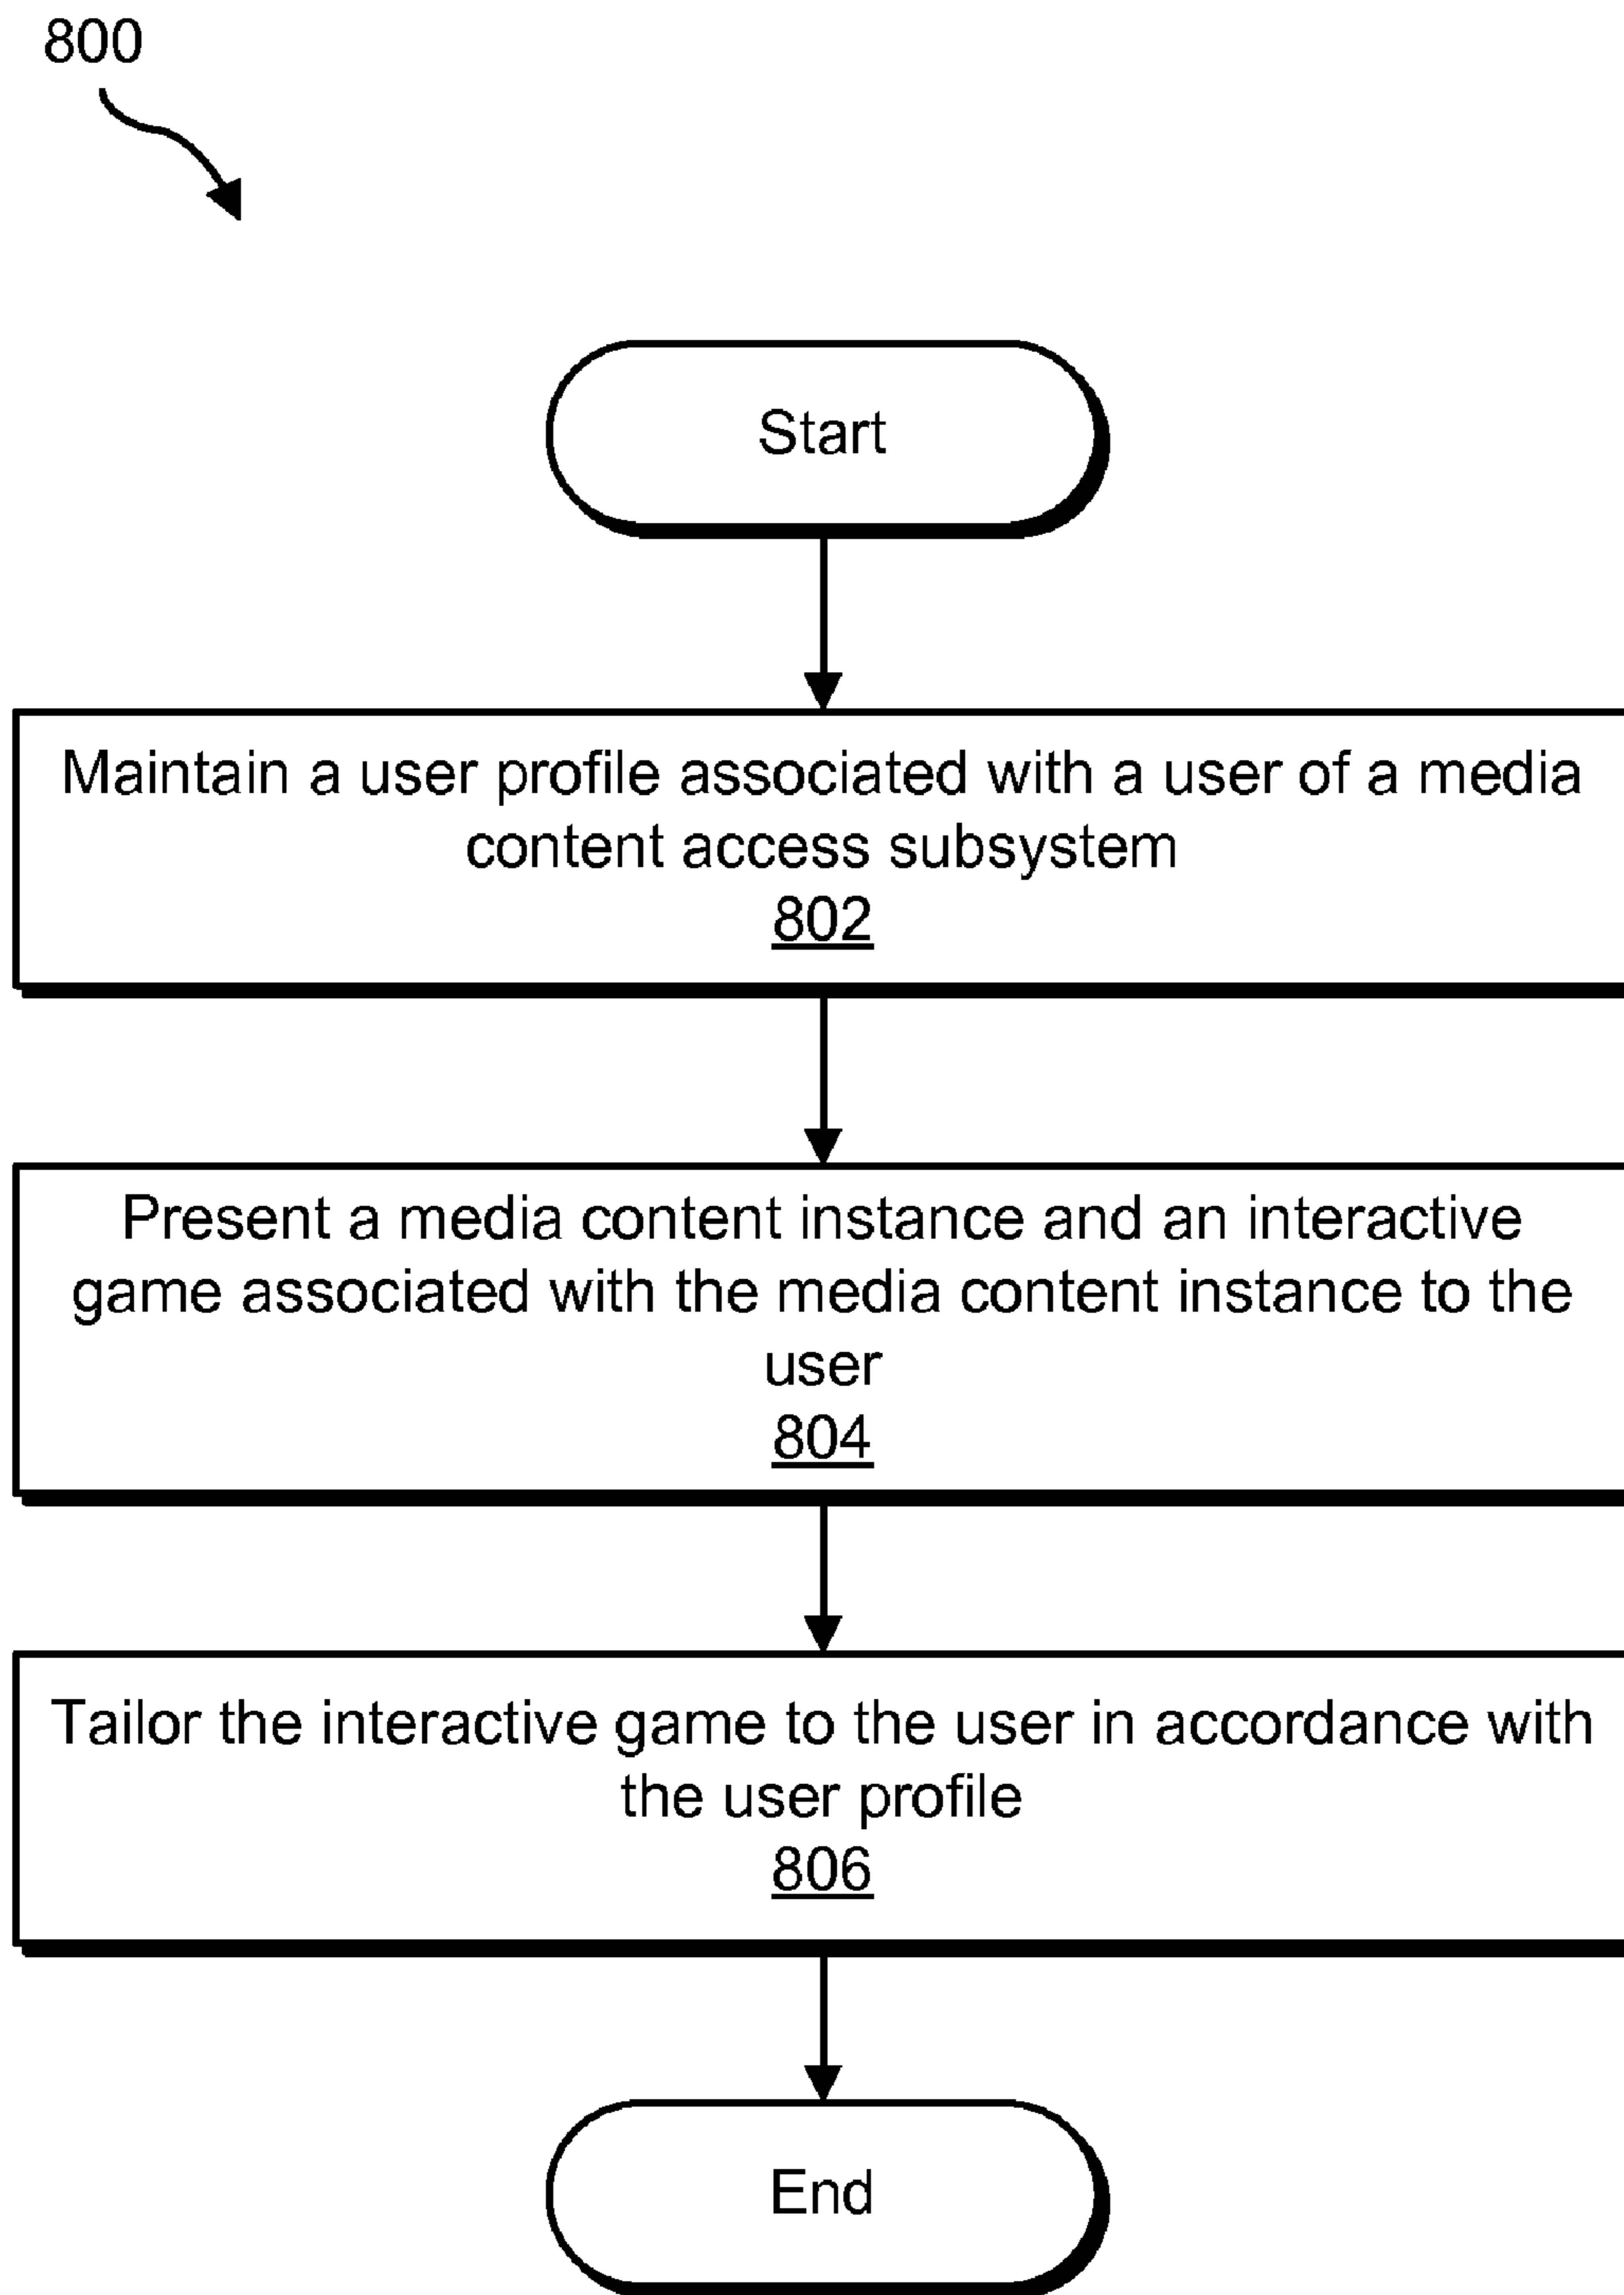 800
Start
Maintain a user profile associated with a user of a media
content access subsystem
802
Present a media content instance and an interactive
game associated with the media content instance to the
user
804
Tailor the interactive game to the user in accordance with
the user profile
806
End